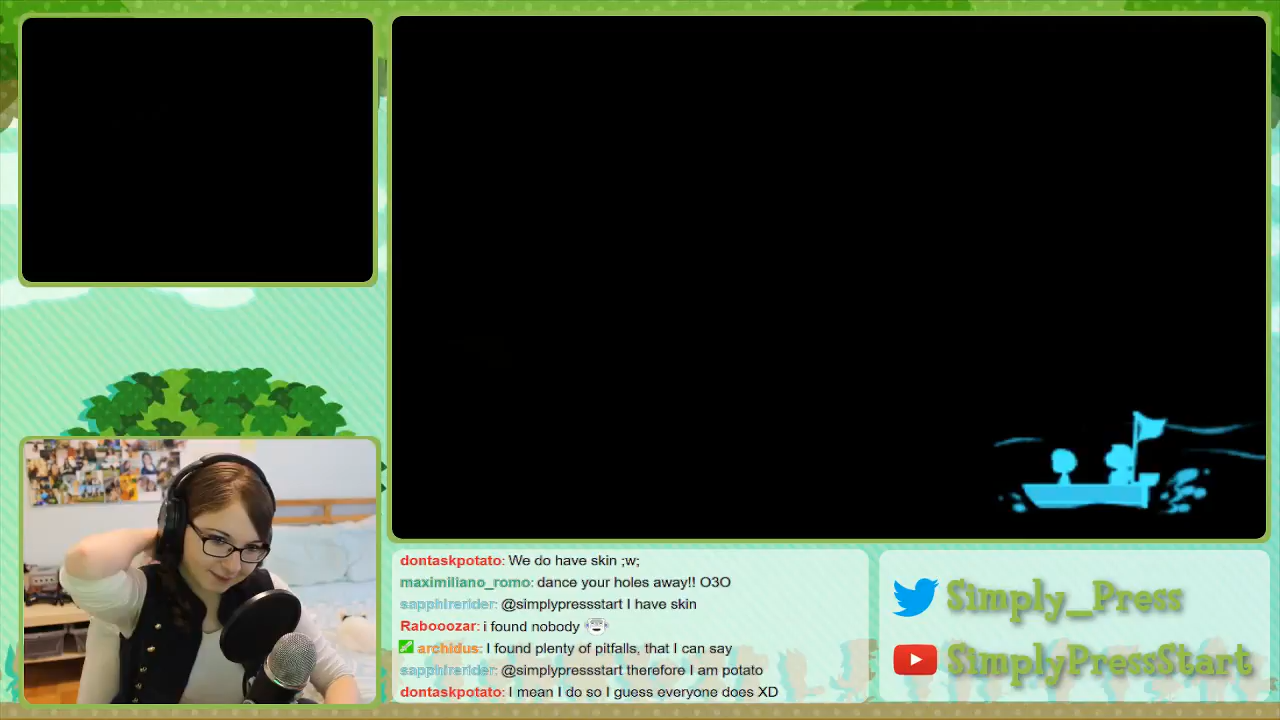 dontaskpotato: We do have skin ;w;
maximiliano_romo: dance your holes away!! O3O
sapphirerider: @simplypressstart I have skin
Rabooozar: i found nobody
archidus: I found plenty of pitfalls, that I can say
sapphirerider: @simplypressstart therefore I am potato
dontaskpotato: I mean I do so I guess everyone does XD
Simply_Press
SimplyPressStart